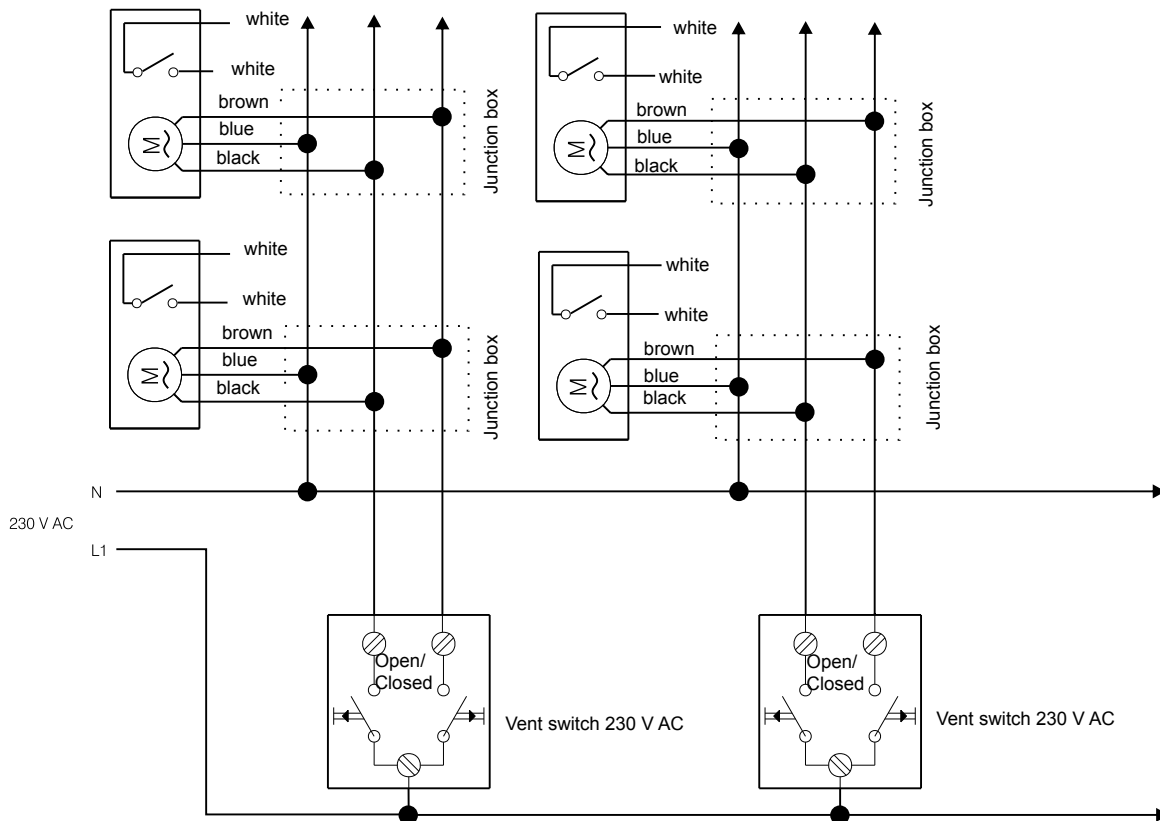 white
white
brown
blue
black
M
Junction box
white
white
brown
blue
black
M
Junction box
white
white
brown
blue
black
M
Junction box
white
white
brown
blue
black
M
Junction box
N
230 V AC
L1
Open/
Closed
Vent switch 230 V AC
Open/
Closed
Vent switch 230 V AC